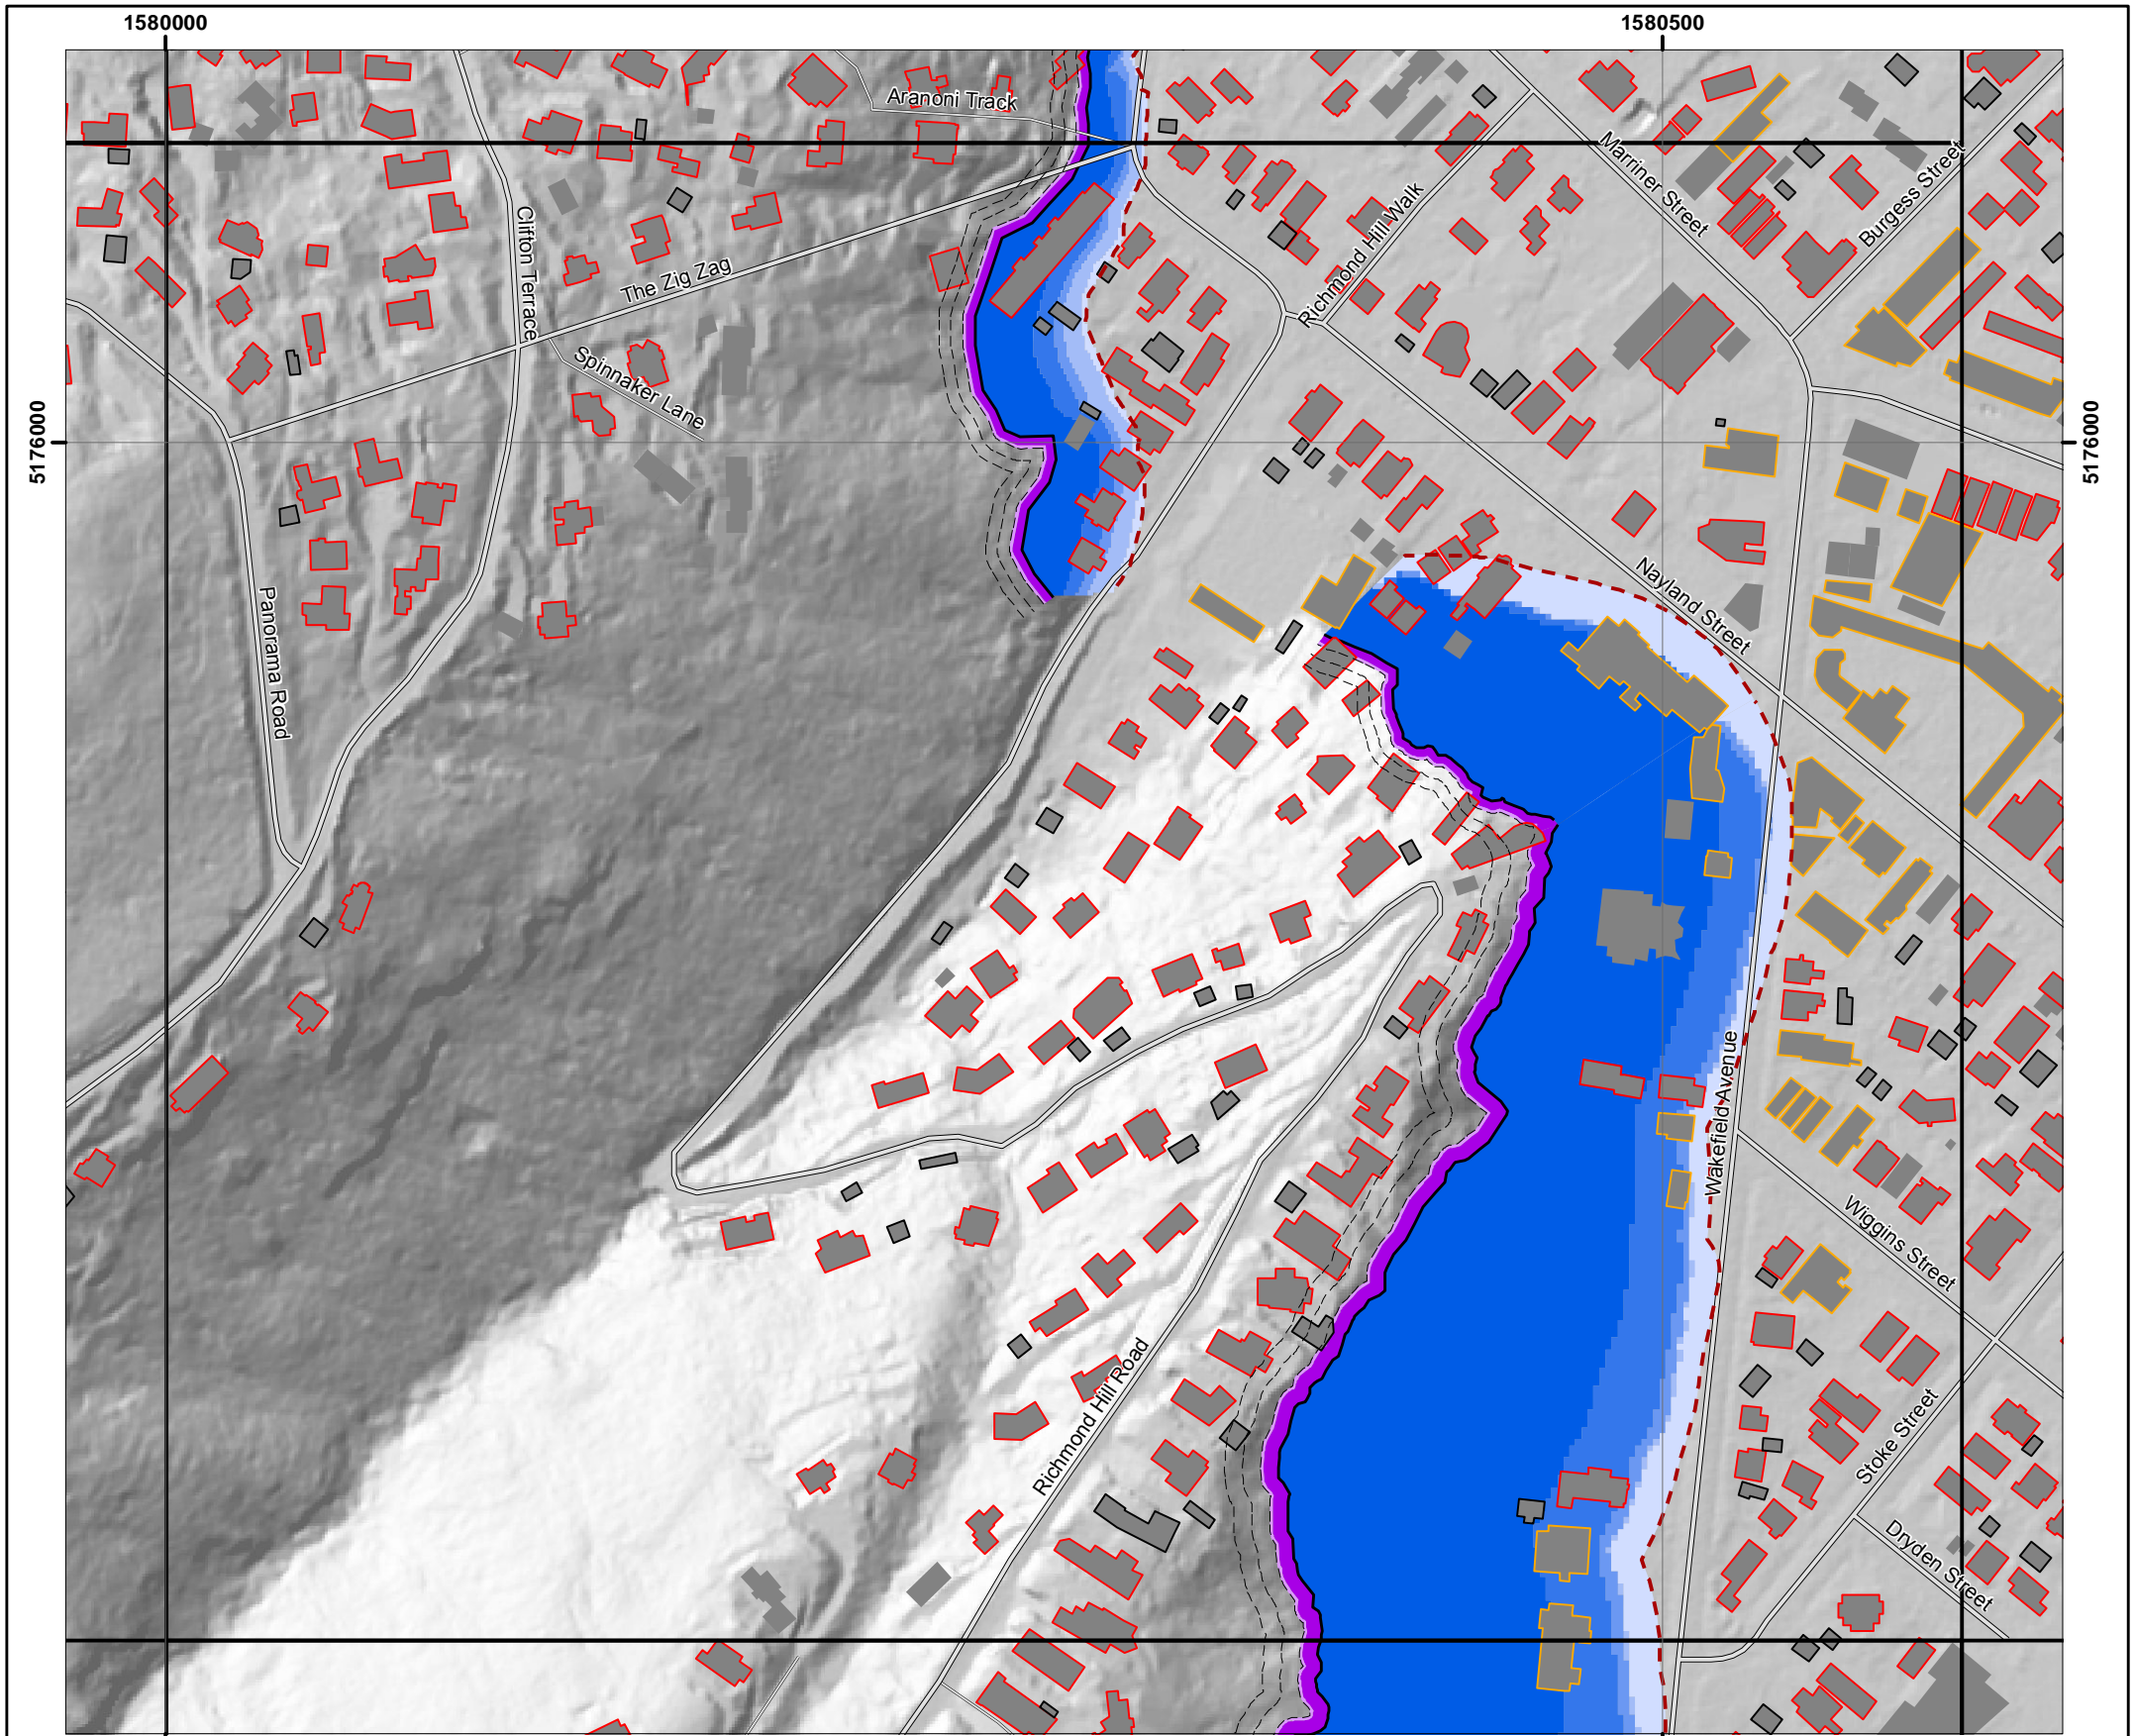 1580000
1580500
Aranoni Track
Marriner Street
Burgess Street
Richmond Hill Walk
Clifton Terrace
The Zig Zag
Spinnaker Lane
5176000
5176000
Nayland Street
Panorama Road
Wakefield Avenue
Wiggins Street
Richmond Hill Road
Stoke Street
Dryden Street